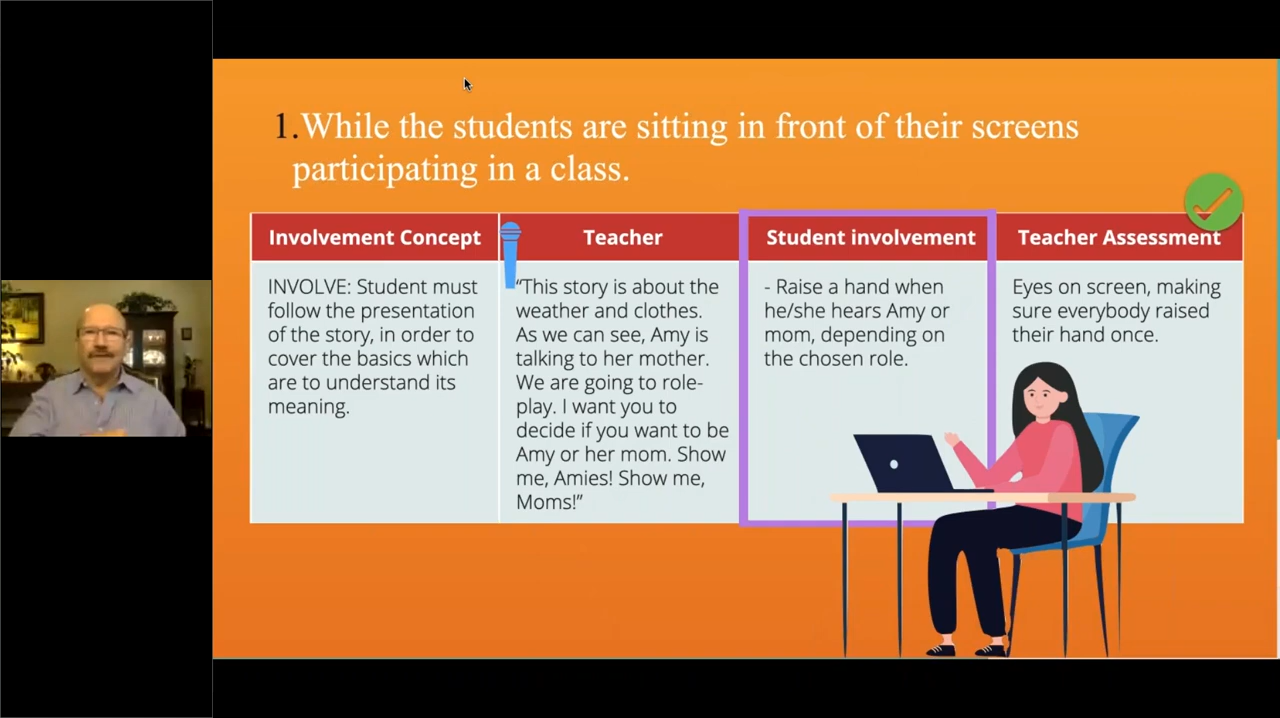 1.While the students are sitting in front of their screens
participating in a class.
Involvement Concept
Teacher
Student involvement
Teacher Assessment
INVOLVE: Student must
follow the presentation
of the story, in order to
cover the basics which
are to understand its
meaning.
“This story is about the
weather and clothes.
As we can see, Amy is
talking to her mother.
We are going to role-
play. I want you to
decide if you want to be
Amy or her mom. Show
me, Amies! Show me,
Moms!”
- Raise a hand when
he/she hears Amy or
mom, depending on
the chosen role.
Eyes on screen, making
sure everybody raised
their hand once.